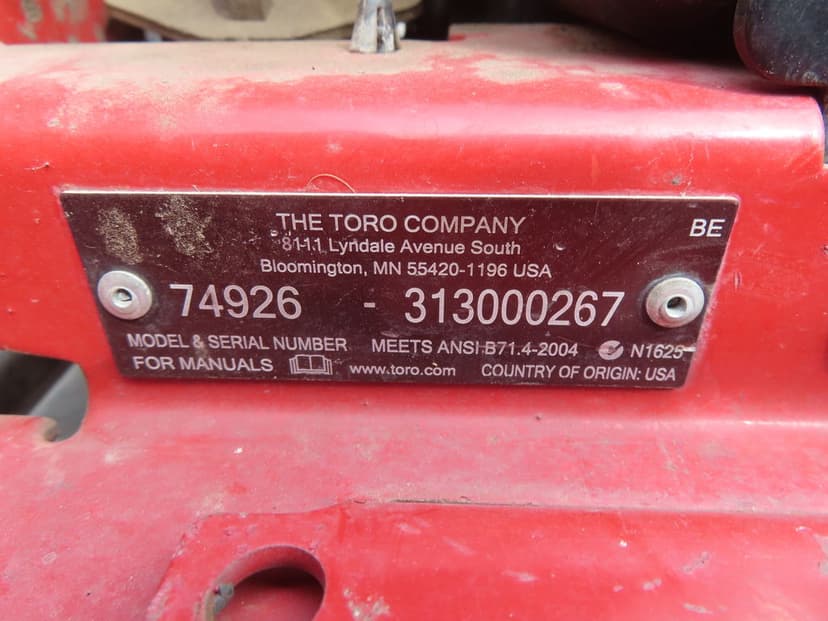 THE TORO COMPANY
BE
8111 Lyndale Avenue South
Bloomington, MN 55420-1196 USA
74926 - 313000267
MODEL & SERIAL NUMBER MEETS ANSI B71.4-2004 N1625
FOR MANUALS www.toro.com COUNTRY OF ORIGIN: USA